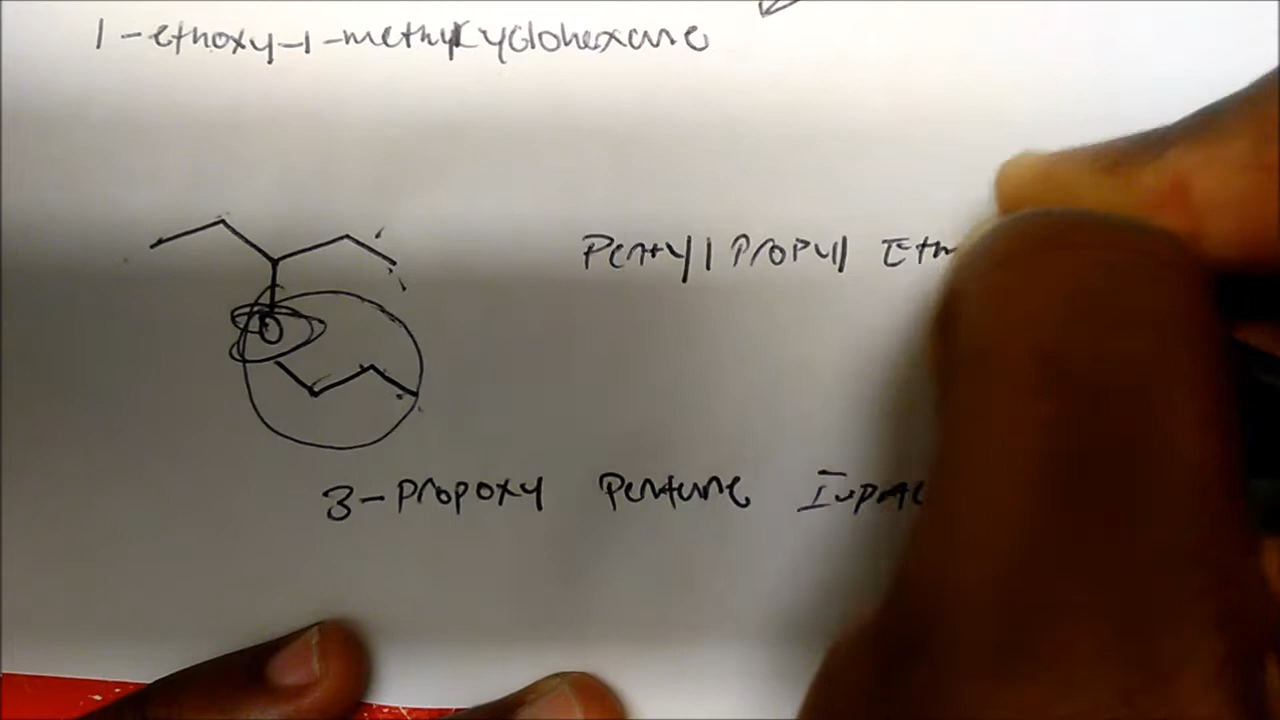 1-ethoxy-1-methylcyclohexane
Pentyl Propyl Eth
3-propoxy Pentane Iupac